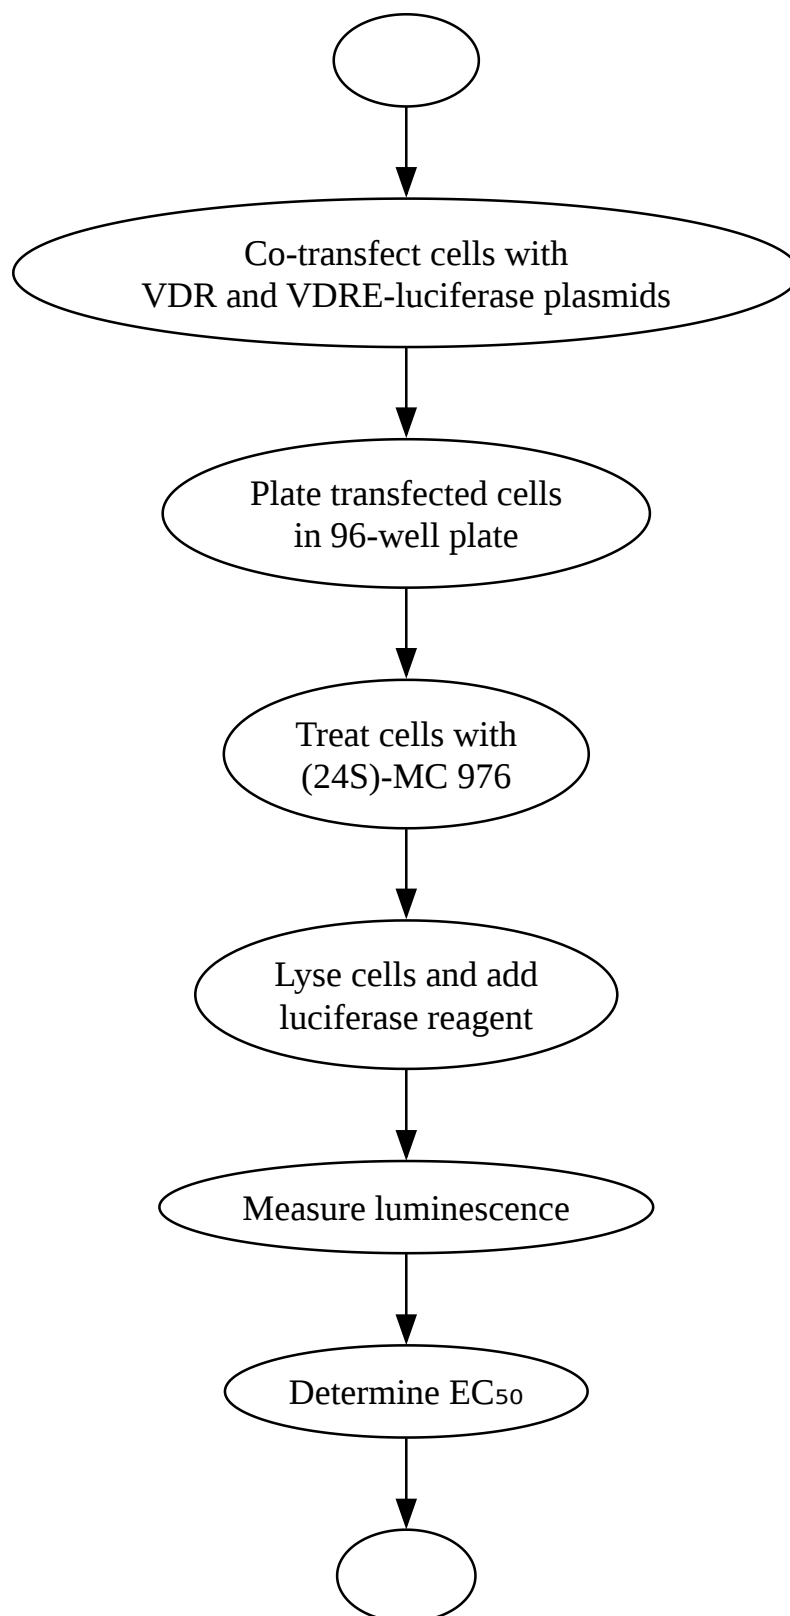 Co-transfect cells with
VDR and VDRE-luciferase plasmids
Plate transfected cells
in 96-well plate
Treat cells with
(24S)-MC 976
Lyse cells and add
luciferase reagent
Measure luminescence
Determine EC₅₀